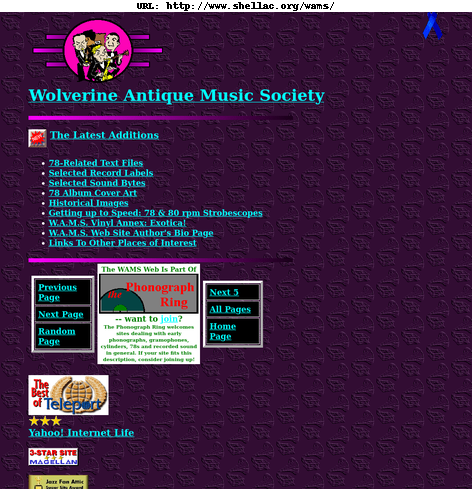 URL: http://www.shellac.org/wams/
Wolverine Antique Music Society
The Latest Additions
78-Related Text Files
Selected Record Labels
Selected Sound Bytes
78 Album Cover Art
Historical Images
Getting up to Speed: 78 & 80 rpm Strobescopes
W.A.M.S. Vinyl Annex: Exotica!
W.A.M.S. Web Site Author's Bio Page
Links To Other Places of Interest
Previous
Page
Next Page
Random
Page
The WAMS Web Is Part Of
the Phonograph
Ring
-- want to join?
The Phonograph Ring welcomes
sites dealing with early
phonographs, gramophones,
cylinders, 78s and recorded sound
in general. If your site fits this
description, consider joining up!
Next 5
All Pages
Home
Page
The
Best
of Teleport
Yahoo! Internet Life
3-STAR SITE
MAGELLAN
Jazz Fan Attic
Super Site Award